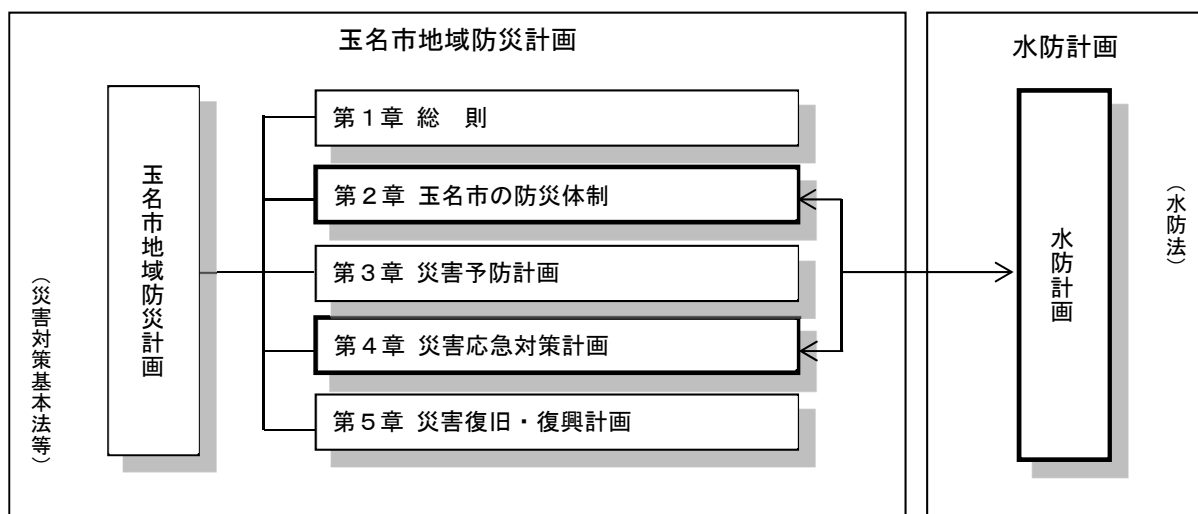 玉名市地域防災計画
玉名市地域防災計画
(災害対策基本法等)
第1章 総 則
第2章 玉名市の防災体制
第3章 災害予防計画
第4章 災害応急対策計画
第5章 災害復旧・復興計画
水防計画
水防計画
(水防法)